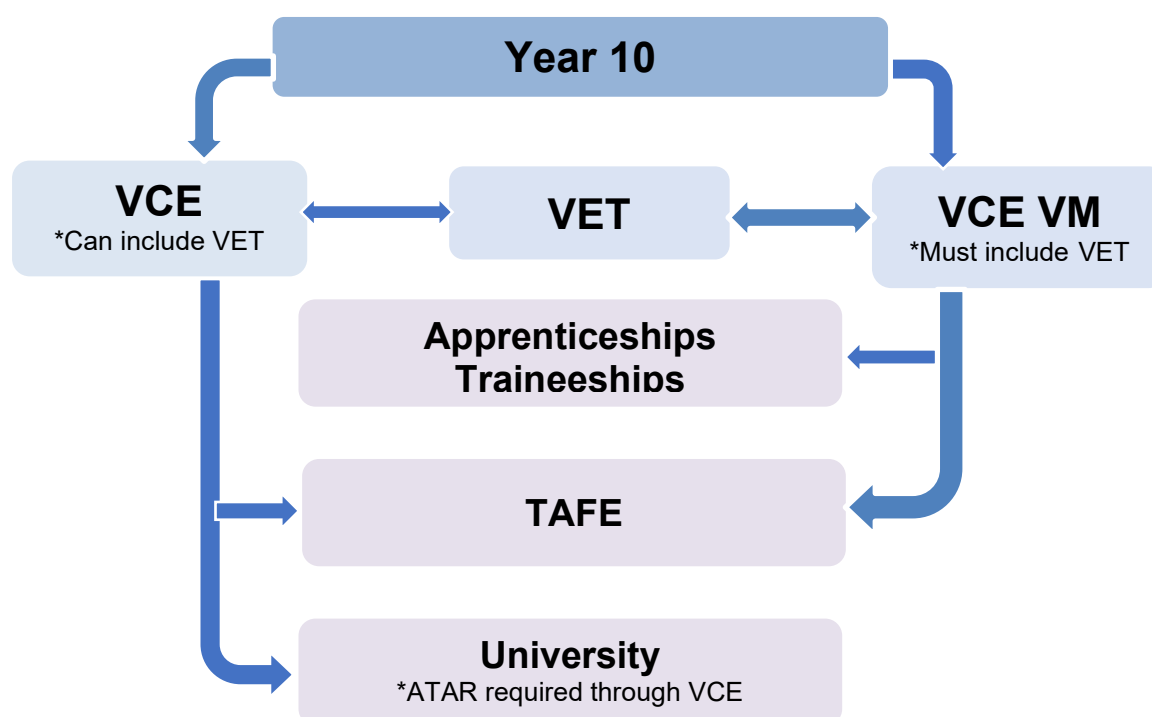 Year 10
VCE
*Can include VET
VET
VCE VM
*Must include VET
Apprenticeships
Traineeships
TAFE
University
*ATAR required through VCE